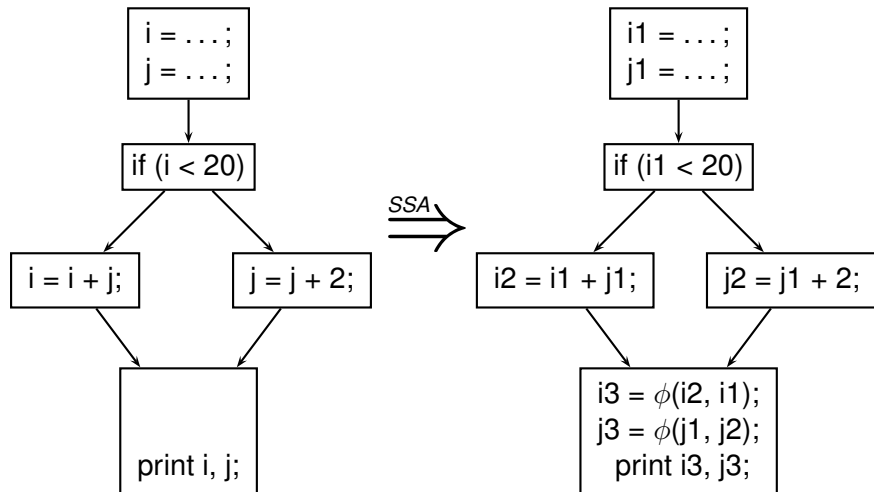 i = . . . ;
j = . . . ;
if (i < 20)
i = i + j;
j = j + 2;
print i, j;
SSA
i1 = . . . ;
j1 = . . . ;
if (i1 < 20)
i2 = i1 + j1;
j2 = j1 + 2;
i3 = ϕ(i2, i1);
j3 = ϕ(j1, j2);
print i3, j3;